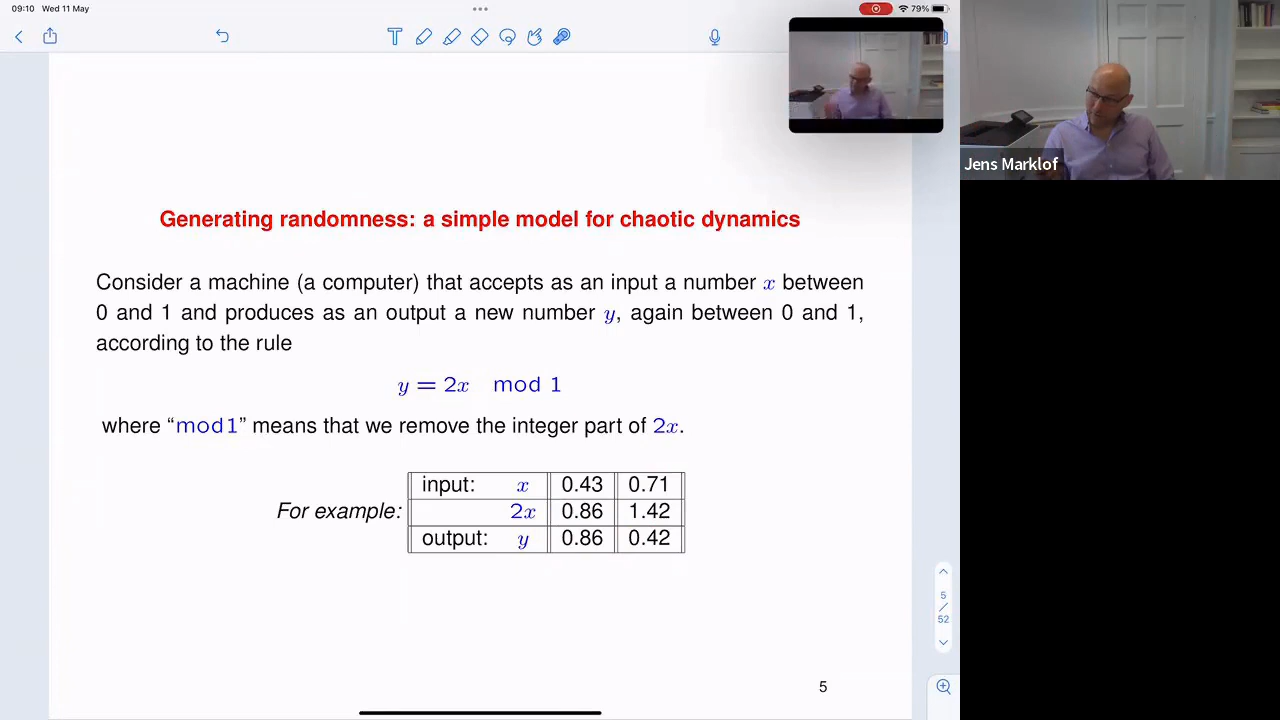 09:10 Wed 11 May
79%
Jens Marklof
Generating randomness: a simple model for chaotic dynamics
Consider a machine (a computer) that accepts as an input a number x between
0 and 1 and produces as an output a new number y, again between 0 and 1,
according to the rule
y = 2x mod 1
where “mod1” means that we remove the integer part of 2x.
For example:
input: x 0.43 0.71
2x 0.86 1.42
output: y 0.86 0.42
5
/
52
5